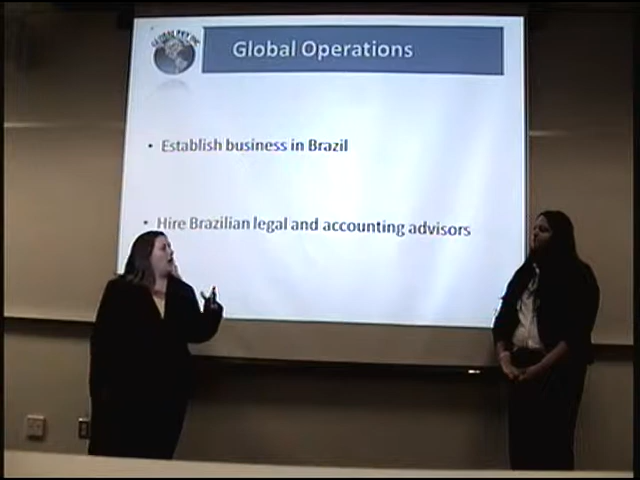 Global Operations
• Establish business in Brazil
• Hire Brazilian legal and accounting advisors